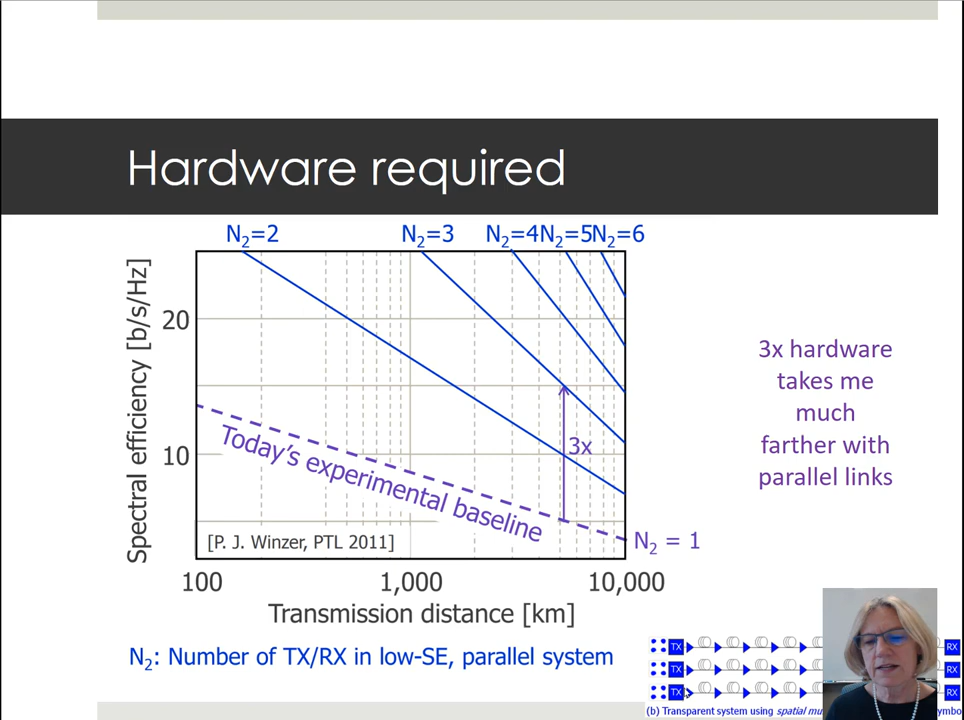 Hardware required
N2=2 N2=3 N2=4 N2=5 N2=6
Spectral efficiency [b/s/Hz]
20
10
3x
Today's experimental baseline
[P. J. Winzer, PTL 2011]
N2 = 1
100 1,000 10,000
Transmission distance [km]
N2: Number of TX/RX in low-SE, parallel system
3x hardware
takes me
much
farther with
parallel links
TX RX
TX RX
TX RX
(b) Transparent system using spatial mu
ymbo